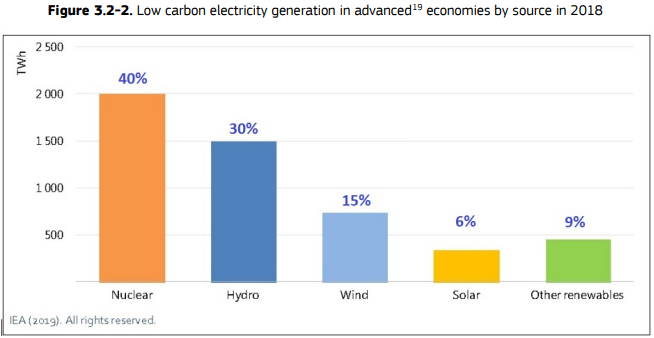 Figure 3.2-2. Low carbon electricity generation in advanced¹⁹ economies by source in 2018
TWh
2 500
2 000
1 500
1 000
500
40%
30%
15%
6%
9%
Nuclear
Hydro
Wind
Solar
Other renewables
IEA (2019). All rights reserved.